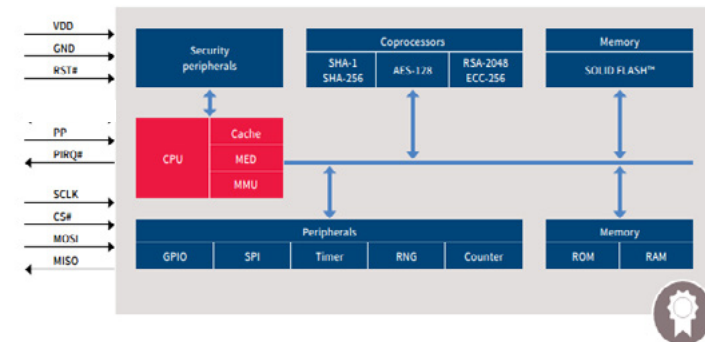 VDD
GND
RST#
PP
PIRQ#
SCLK
CS#
MOSI
MISO
Security
peripherals
Coprocessors
SHA-1
SHA-256
AES-128
RSA-2048
ECC-256
Memory
SOLID FLASH™
CPU
Cache
MED
MMU
Peripherals
GPIO
SPI
Timer
RNG
Counter
Memory
ROM
RAM